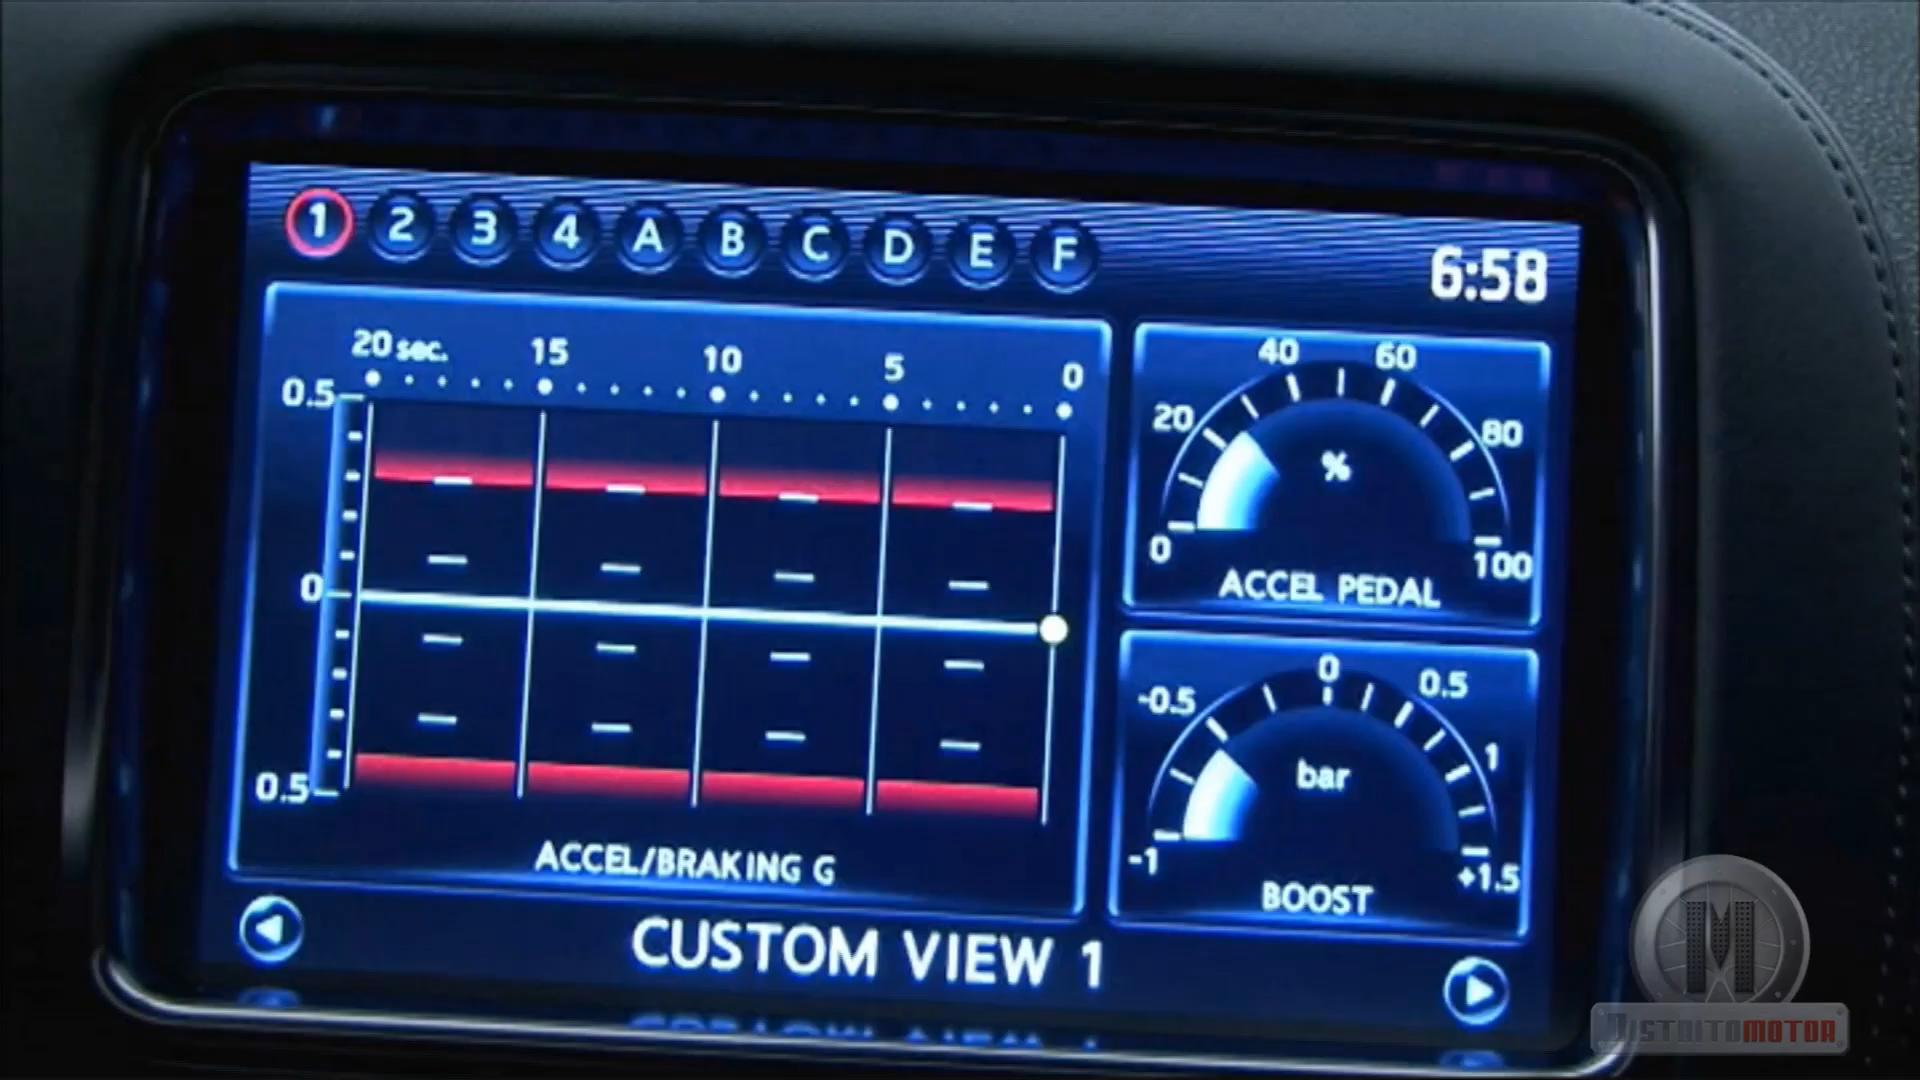 1 2 3 4 A B C D E F
6:58
20 sec. 15 10 5 0
0.5
0
0.5
ACCEL/BRAKING G
0 20 40 60 80 100
%
ACCEL PEDAL
-1 -0.5 0 0.5 1 +1.5
bar
BOOST
CUSTOM VIEW 1
M
DISTRITOMOTOR